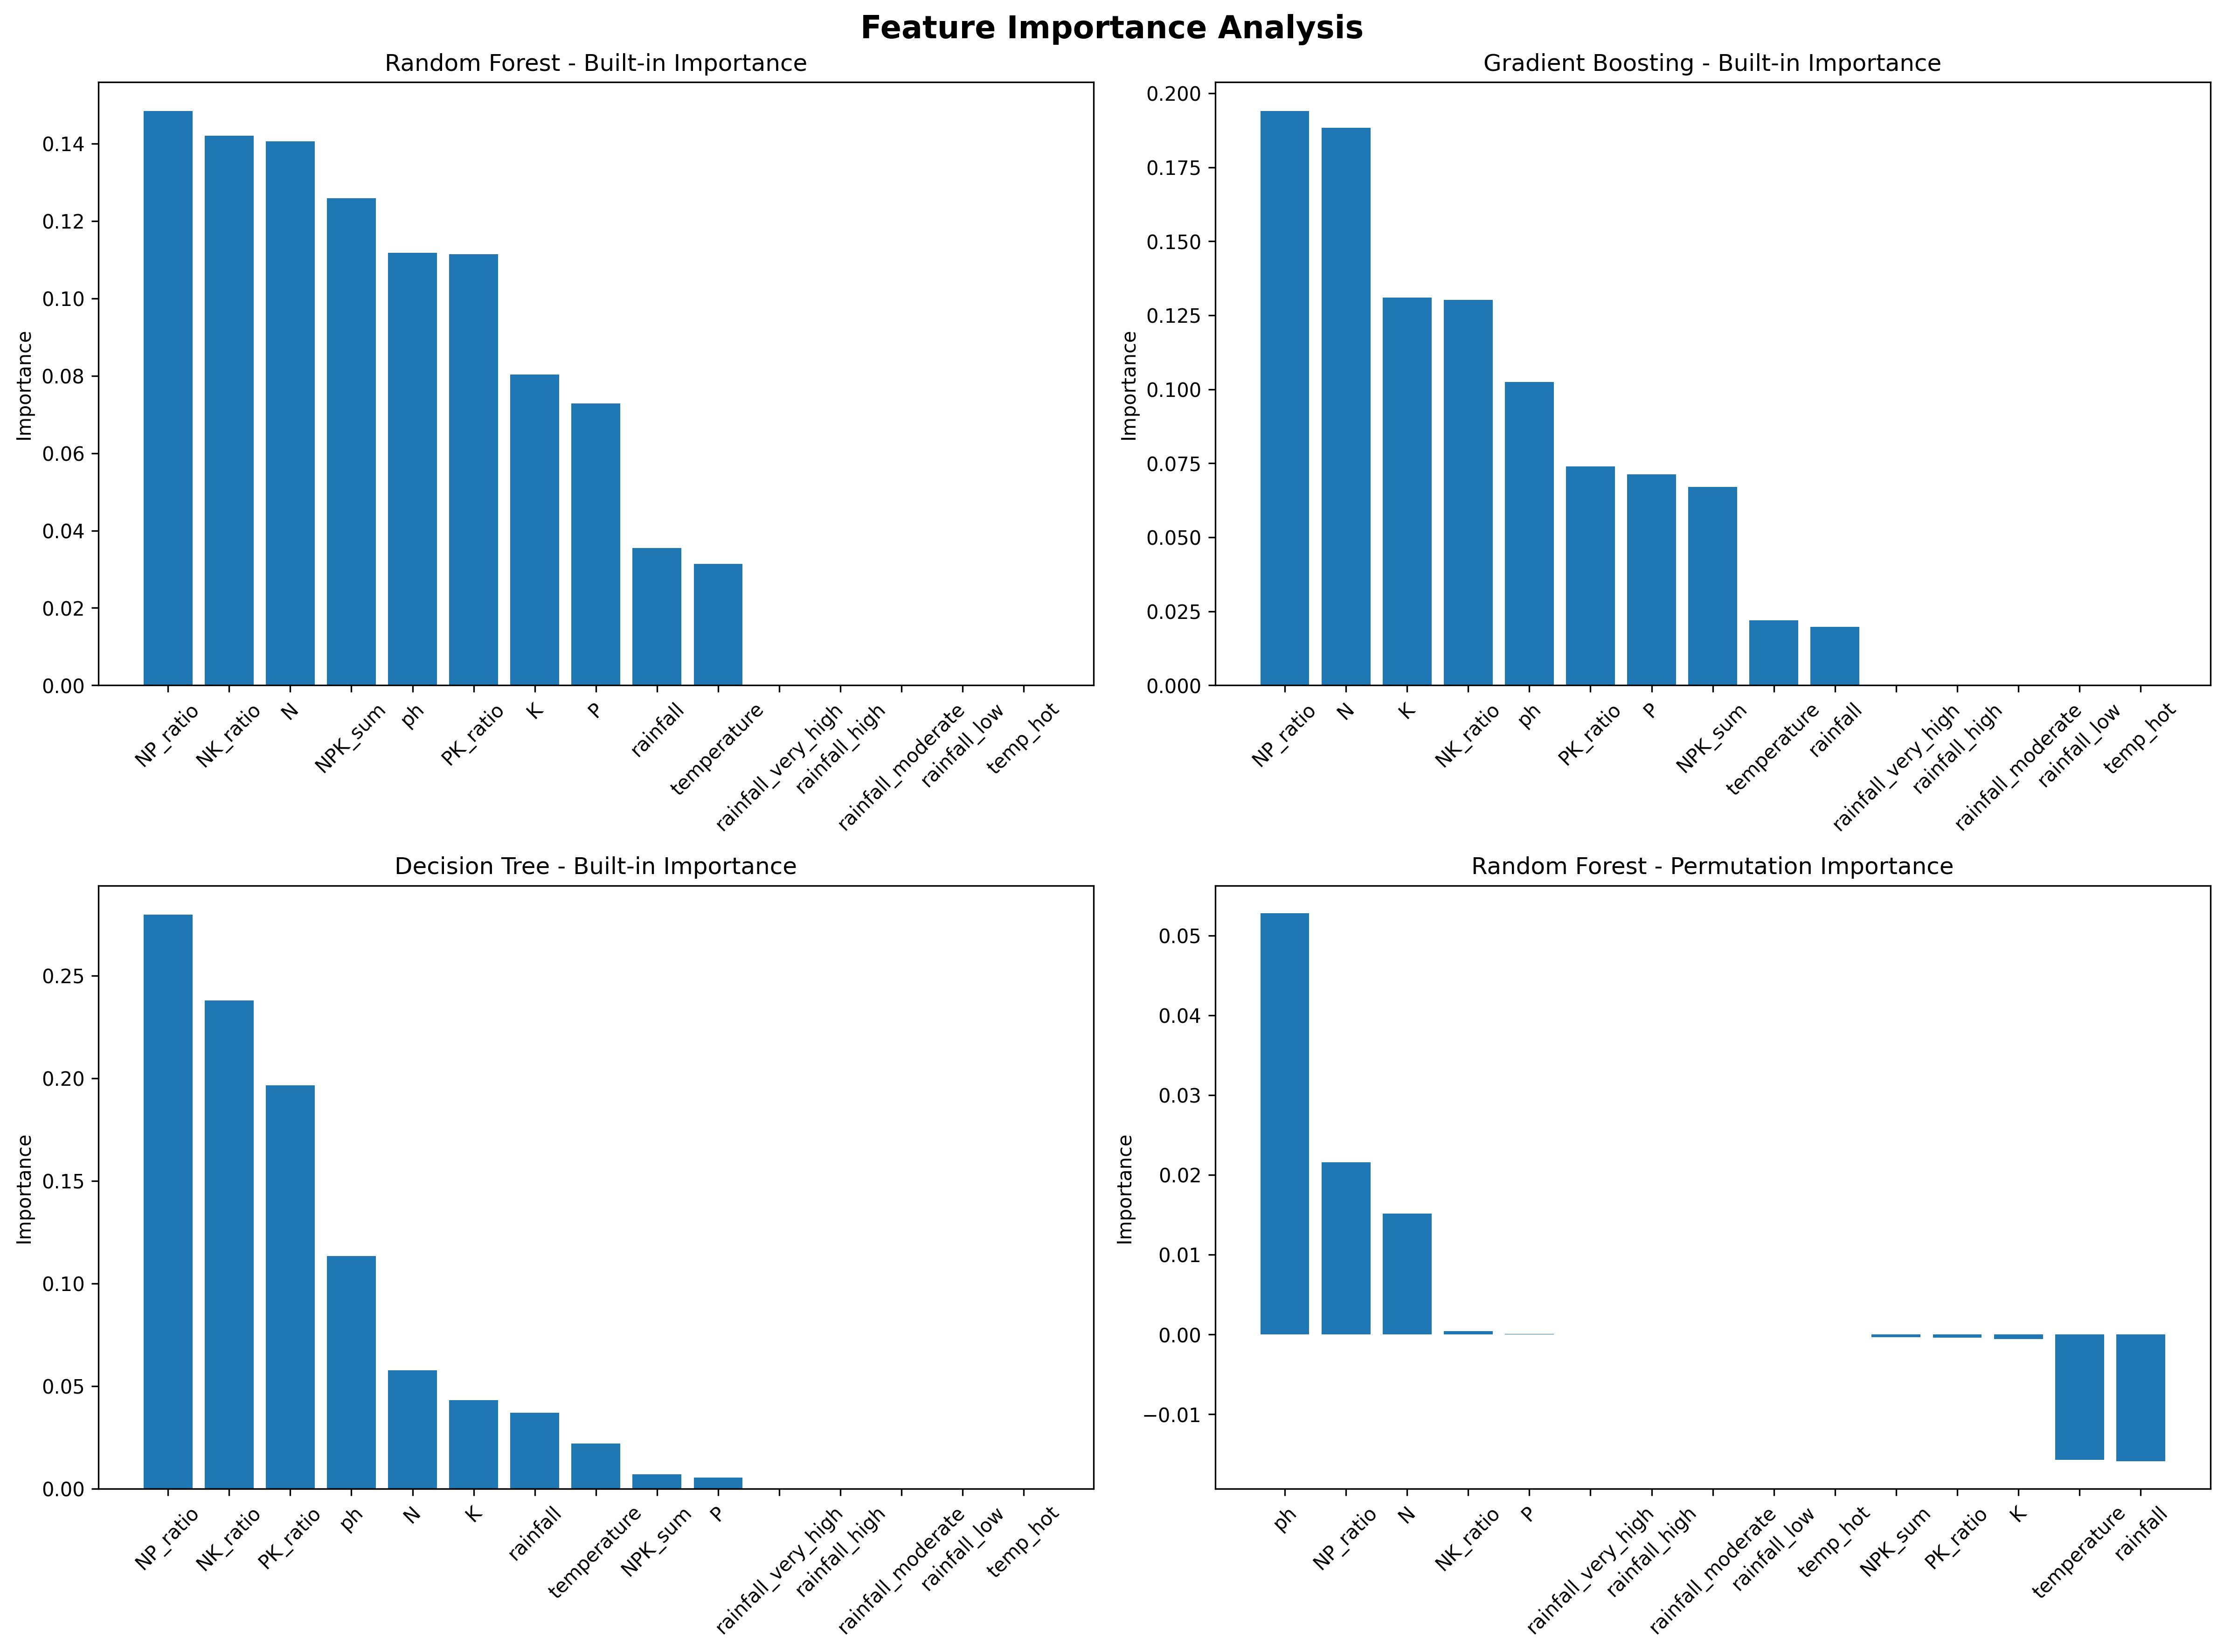 Feature Importance Analysis
Random Forest - Built-in Importance
Importance
0.14
0.12
0.10
0.08
0.06
0.04
0.02
0.00
NP_ratio
NK_ratio
N
NPK_sum
ph
PK_ratio
K
P
rainfall
temperature
rainfall_very_high
rainfall_high
rainfall_moderate
rainfall_low
temp_hot
Gradient Boosting - Built-in Importance
Importance
0.200
0.175
0.150
0.125
0.100
0.075
0.050
0.025
0.000
NP_ratio
N
K
NK_ratio
ph
PK_ratio
P
NPK_sum
temperature
rainfall
rainfall_very_high
rainfall_high
rainfall_moderate
rainfall_low
temp_hot
Decision Tree - Built-in Importance
Importance
0.25
0.20
0.15
0.10
0.05
0.00
NP_ratio
NK_ratio
PK_ratio
ph
N
K
rainfall
temperature
NPK_sum
P
rainfall_very_high
rainfall_high
rainfall_moderate
rainfall_low
temp_hot
Random Forest - Permutation Importance
Importance
0.05
0.04
0.03
0.02
0.01
0.00
−0.01
ph
NP_ratio
N
NK_ratio
P
rainfall_very_high
rainfall_high
rainfall_moderate
rainfall_low
temp_hot
NPK_sum
PK_ratio
K
temperature
rainfall